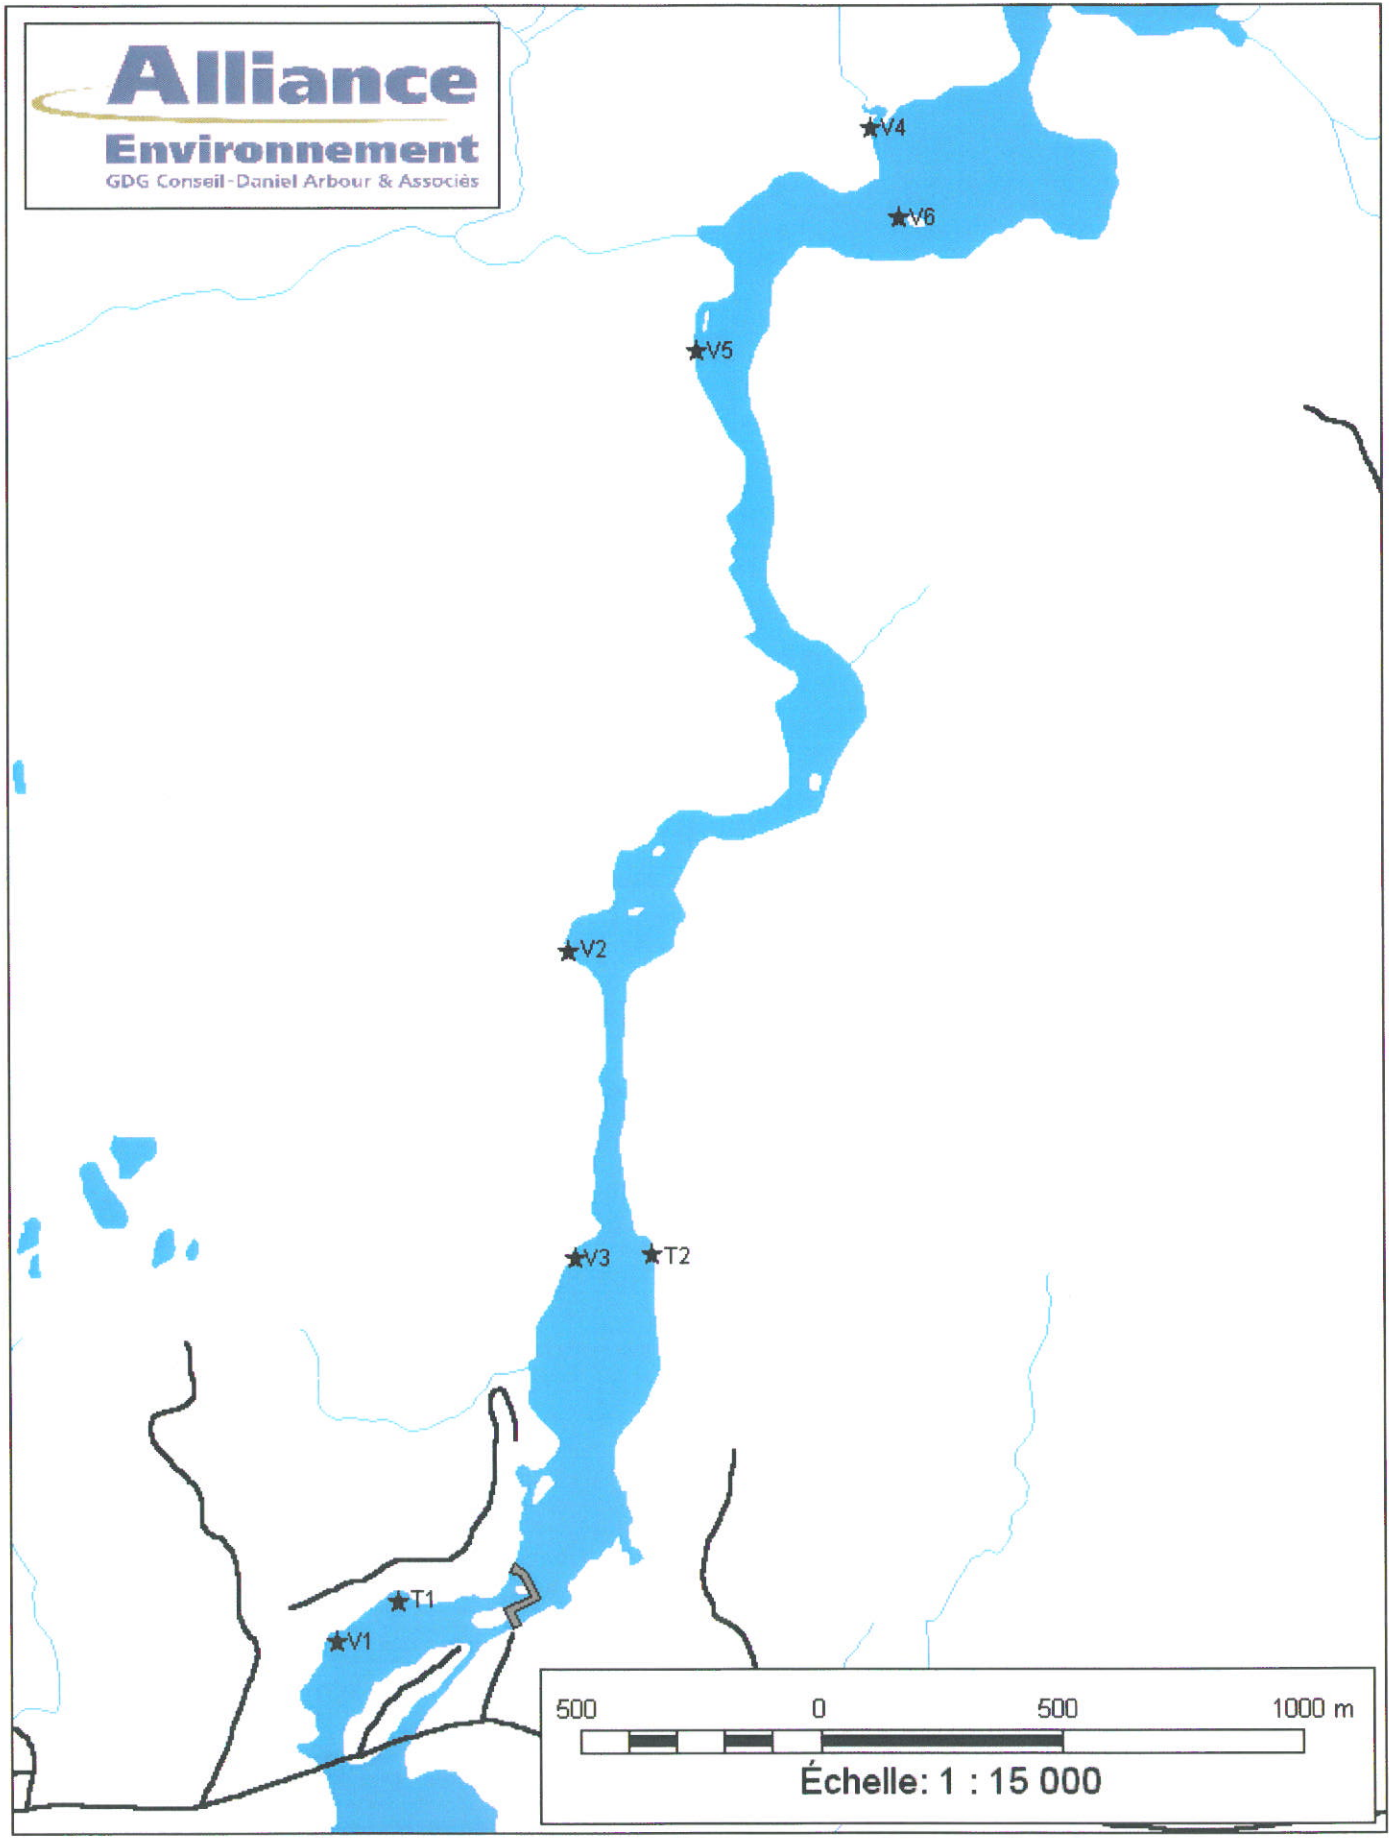 Alliance
Environnement
GDG Conseil-Daniel Arbour & Associés
V4
V6
V5
V2
V3
T2
T1
V1
500 0 500 1000 m
Échelle: 1 : 15 000